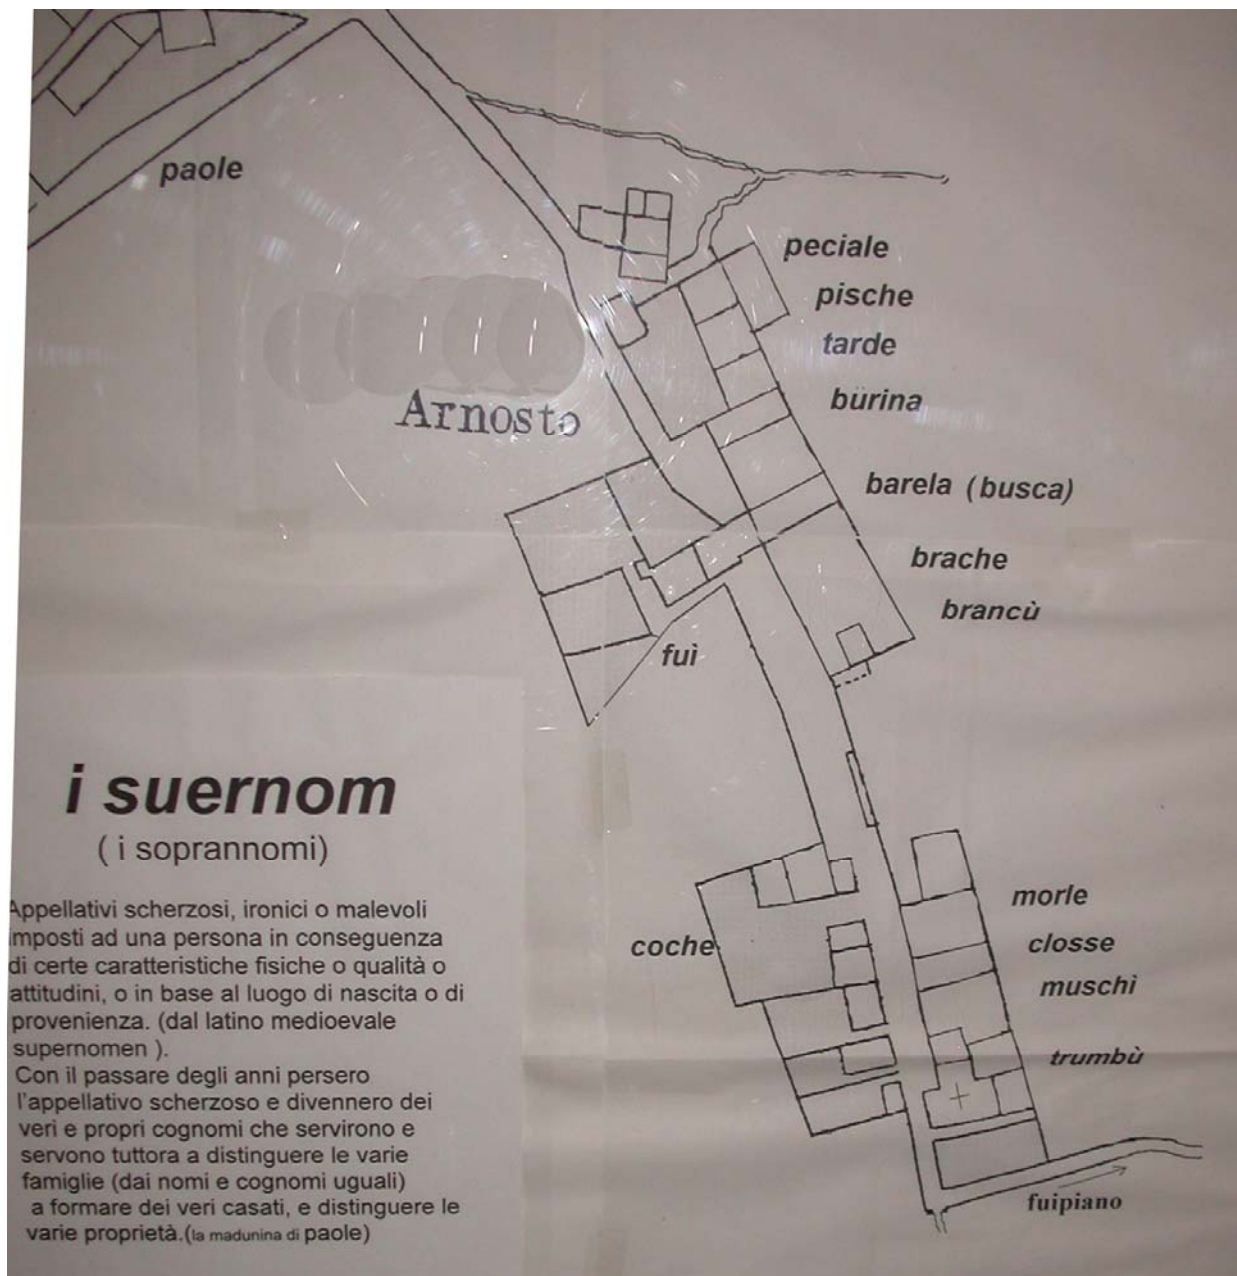 paole
peciale
pische
tarde
bürina
Arnosto
barela (busca)
brache
brancù
fuì
i suernom
( i soprannomi)
Appellativi scherzosi, ironici o malevoli
imposti ad una persona in conseguenza
di certe caratteristiche fisiche o qualità o
attitudini, o in base al luogo di nascita o di
provenienza. (dal latino medioevale
supernomen ).
Con il passare degli anni persero
l'appellativo scherzoso e divennero dei
veri e propri cognomi che servirono e
servono tuttora a distinguere le varie
famiglie (dai nomi e cognomi uguali)
a formare dei veri casati, e distinguere le
varie proprietà.(la madunina di paole)
morle
coche
closse
muschì
trumbù
fuipiano